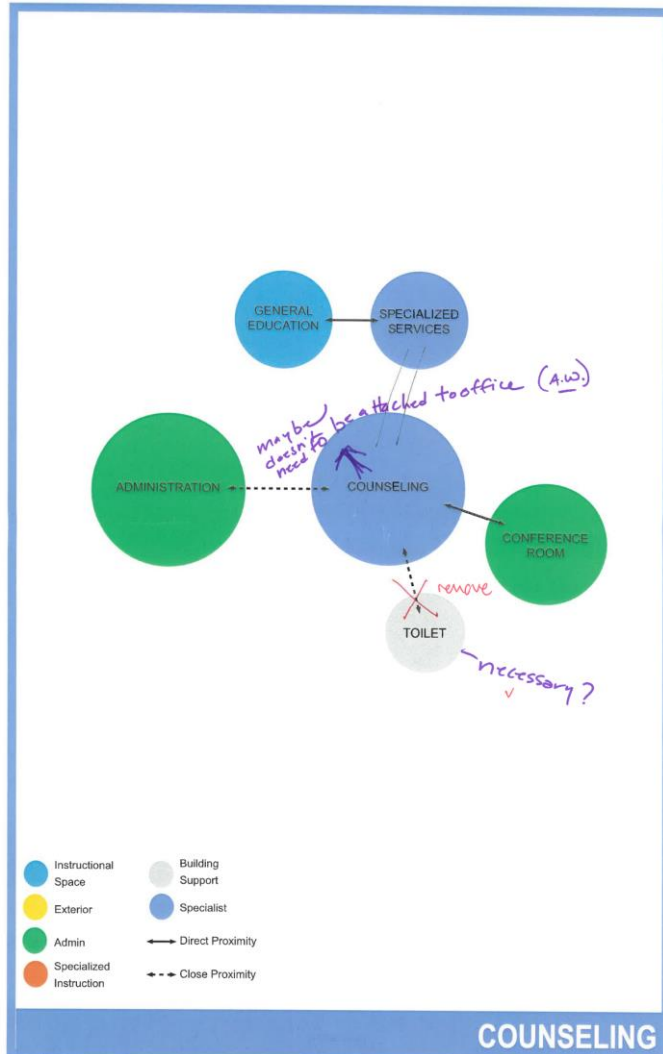 GENERAL
EDUCATION
SPECIALIZED
SERVICES
maybe
doesn't
need to be attached to office (A.W.)
ADMINISTRATION
COUNSELING
CONFERENCE
ROOM
remove
TOILET
necessary?
Instructional
Space
Building
Support
Exterior
Specialist
Admin
Direct Proximity
Specialized
Instruction
Close Proximity
COUNSELING